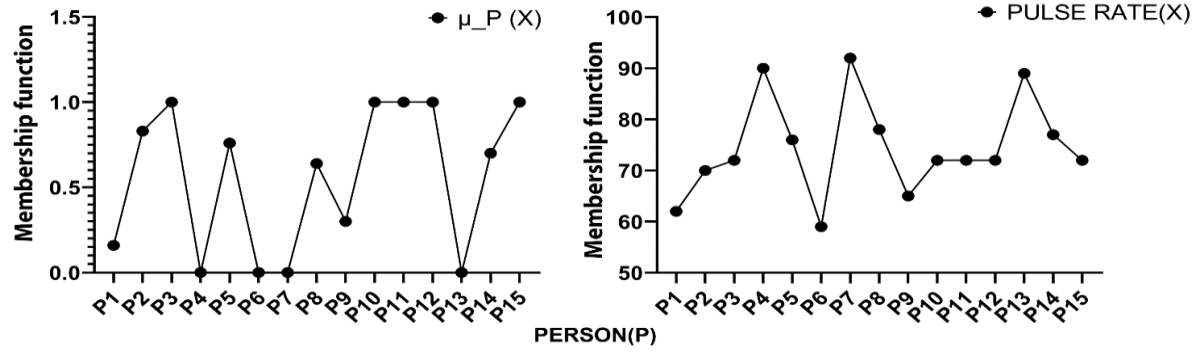 μ_P (X)
Membership function
1.5
1.0
0.5
0.0
P1
P2
P3
P4
P5
P6
P7
P8
P9
P10
P11
P12
P13
P14
P15
PULSE RATE(X)
Membership function
100
90
80
70
60
50
P1
P2
P3
P4
P5
P6
P7
P8
P9
P10
P11
P12
P13
P14
P15
PERSON(P)